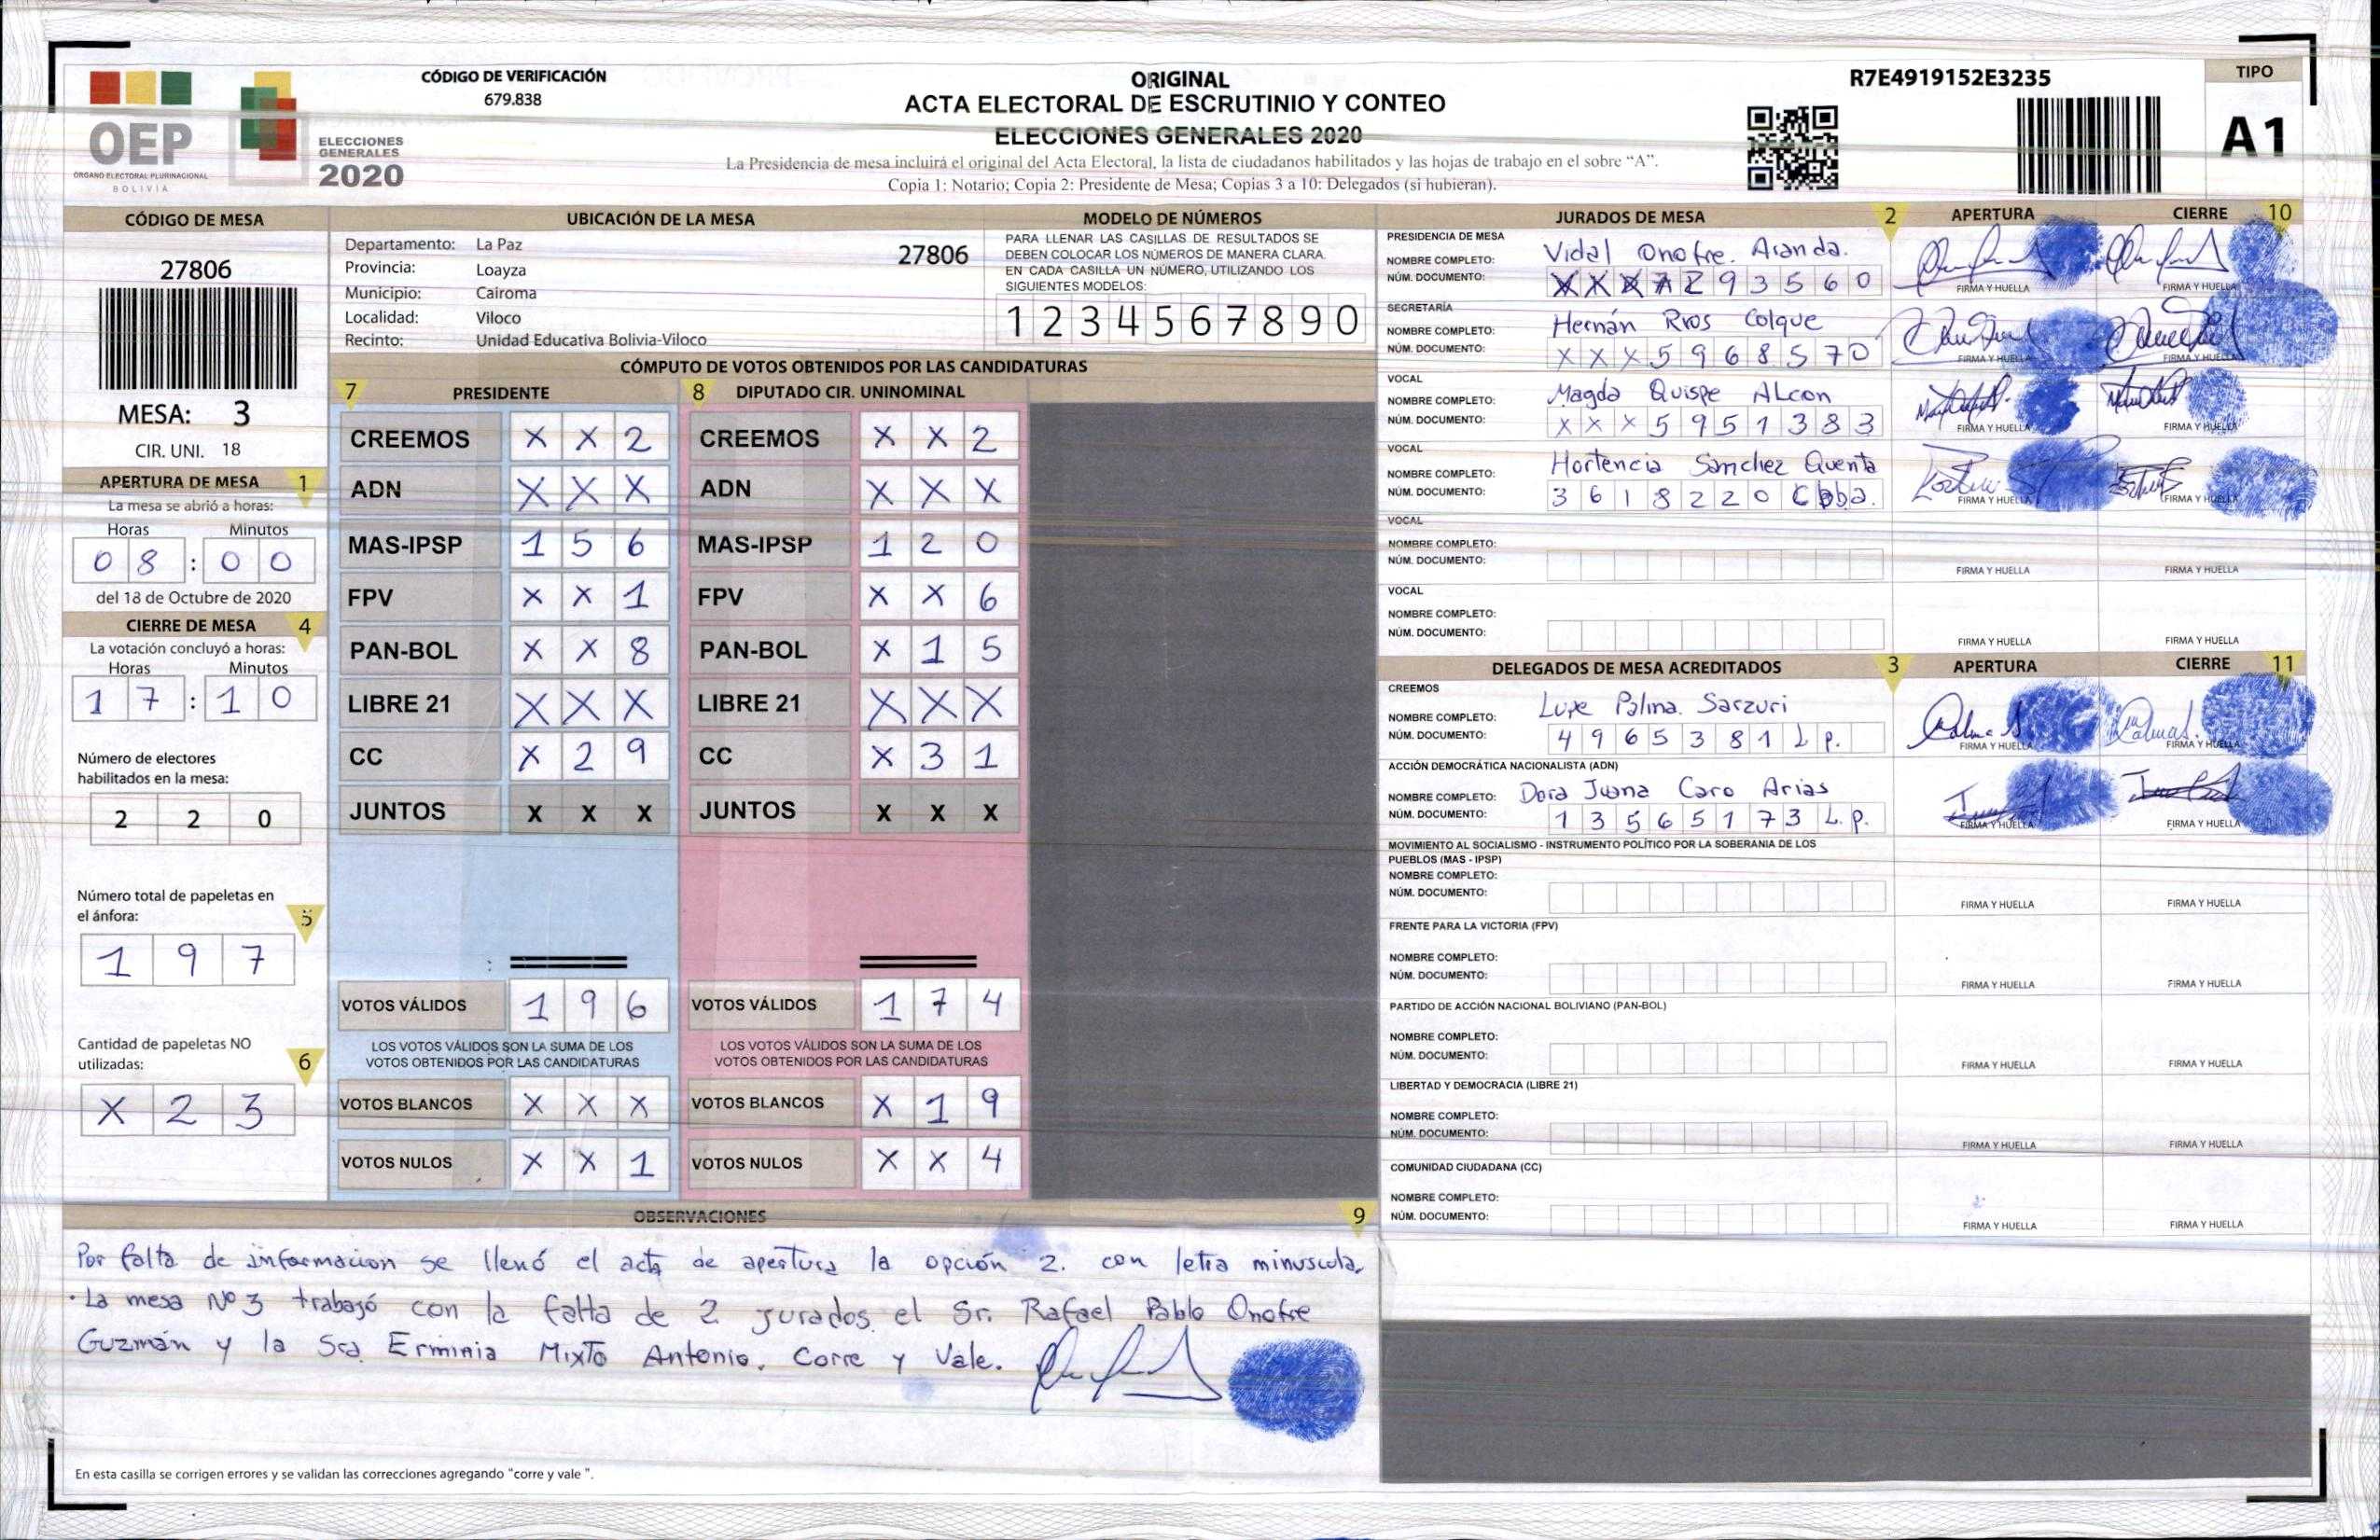 OEP
ÓRGANO ELECTORAL PLURINACIONAL
BOLIVIA
ELECCIONES
GENERALES
2020
CÓDIGO DE VERIFICACIÓN
679.838
ORIGINAL
ACTA ELECTORAL DE ESCRUTINIO Y CONTEO
ELECCIONES GENERALES 2020
La Presidencia de mesa incluirá el original del Acta Electoral, la lista de ciudadanos habilitados y las hojas de trabajo en el sobre “A”.
Copia 1: Notario; Copia 2: Presidente de Mesa; Copias 3 a 10: Delegados (si hubieran).
R7E4919152E3235
TIPO
A1
CÓDIGO DE MESA
27806
MESA: 3
CIR. UNI. 18
APERTURA DE MESA 1
La mesa se abrió a horas:
Horas Minutos
0 8 : 0 0
del 18 de Octubre de 2020
CIERRE DE MESA 4
La votación concluyó a horas:
Horas Minutos
1 7 : 1 0
Número de electores
habilitados en la mesa:
2 2 0
Número total de papeletas en
el ánfora: 5
1 9 7
Cantidad de papeletas NO
utilizadas: 6
X 2 3
UBICACIÓN DE LA MESA
Departamento: La Paz 27806
Provincia: Loayza
Municipio: Cairoma
Localidad: Viloco
Recinto: Unidad Educativa Bolivia-Viloco
MODELO DE NÚMEROS
PARA LLENAR LAS CASILLAS DE RESULTADOS SE
DEBEN COLOCAR LOS NÚMEROS DE MANERA CLARA.
EN CADA CASILLA UN NÚMERO, UTILIZANDO LOS
SIGUIENTES MODELOS:
1 2 3 4 5 6 7 8 9 0
CÓMPUTO DE VOTOS OBTENIDOS POR LAS CANDIDATURAS
7 PRESIDENTE
CREEMOS X X 2
ADN X X X
MAS-IPSP 1 5 6
FPV X X 1
PAN-BOL X X 8
LIBRE 21 X X X
CC X 2 9
JUNTOS X X X
VOTOS VÁLIDOS 1 9 6
LOS VOTOS VÁLIDOS SON LA SUMA DE LOS
VOTOS OBTENIDOS POR LAS CANDIDATURAS
VOTOS BLANCOS X X X
VOTOS NULOS X X 1
8 DIPUTADO CIR. UNINOMINAL
CREEMOS X X 2
ADN X X X
MAS-IPSP 1 2 0
FPV X X 6
PAN-BOL X 1 5
LIBRE 21 X X X
CC X 3 1
JUNTOS X X X
VOTOS VÁLIDOS 1 7 4
LOS VOTOS VÁLIDOS SON LA SUMA DE LOS
VOTOS OBTENIDOS POR LAS CANDIDATURAS
VOTOS BLANCOS X 1 9
VOTOS NULOS X X 4
JURADOS DE MESA 2 APERTURA CIERRE 10
PRESIDENCIA DE MESA
NOMBRE COMPLETO: Vidal Onofre. Aranda.
NÚM. DOCUMENTO: 2 9 3 5 6 0
FIRMA Y HUELLA FIRMA Y HUELLA
SECRETARÍA
NOMBRE COMPLETO: Hernán Rios Colque
NÚM. DOCUMENTO: X X X 5 9 6 8 5 7 0
FIRMA Y HUELLA FIRMA Y HUELLA
VOCAL
NOMBRE COMPLETO: Magda Quispe ALcon
NÚM. DOCUMENTO: X X X 5 9 5 1 3 8 3
FIRMA Y HUELLA FIRMA Y HUELLA
VOCAL
NOMBRE COMPLETO: Hortencia Sanchez Quenta
NÚM. DOCUMENTO: 3 6 1 8 2 2 0 Cbba.
FIRMA Y HUELLA FIRMA Y HUELLA
VOCAL
NOMBRE COMPLETO:
NÚM. DOCUMENTO:
FIRMA Y HUELLA FIRMA Y HUELLA
VOCAL
NOMBRE COMPLETO:
NÚM. DOCUMENTO:
FIRMA Y HUELLA FIRMA Y HUELLA
DELEGADOS DE MESA ACREDITADOS 3 APERTURA CIERRE 11
CREEMOS
NOMBRE COMPLETO: Lupe Palma. Sarzuri
NÚM. DOCUMENTO: 4 9 6 5 3 8 1 L P.
FIRMA Y HUELLA FIRMA Y HUELLA
ACCIÓN DEMOCRÁTICA NACIONALISTA (ADN)
NOMBRE COMPLETO: Dora Juana Caro Arias
NÚM. DOCUMENTO: 1 3 5 6 5 1 7 3 L. P.
FIRMA Y HUELLA FIRMA Y HUELLA
MOVIMIENTO AL SOCIALISMO - INSTRUMENTO POLÍTICO POR LA SOBERANIA DE LOS
PUEBLOS (MAS - IPSP)
NOMBRE COMPLETO:
NÚM. DOCUMENTO:
FIRMA Y HUELLA FIRMA Y HUELLA
FRENTE PARA LA VICTORIA (FPV)
NOMBRE COMPLETO:
NÚM. DOCUMENTO:
FIRMA Y HUELLA FIRMA Y HUELLA
PARTIDO DE ACCIÓN NACIONAL BOLIVIANO (PAN-BOL)
NOMBRE COMPLETO:
NÚM. DOCUMENTO:
FIRMA Y HUELLA FIRMA Y HUELLA
LIBERTAD Y DEMOCRACIA (LIBRE 21)
NOMBRE COMPLETO:
NÚM. DOCUMENTO:
FIRMA Y HUELLA FIRMA Y HUELLA
COMUNIDAD CIUDADANA (CC)
NOMBRE COMPLETO:
NÚM. DOCUMENTO:
FIRMA Y HUELLA FIRMA Y HUELLA
OBSERVACIONES 9
Por falta de informacion se llenó el acta de apertura la opción 2. con letra minuscula.
• La mesa Nº 3 trabajó con la falta de 2 jurados el Sr. Rafael Pablo Onofre
Guzmán y la Sra. Erminia Mixto Antonio. Corre y Vale.
En esta casilla se corrigen errores y se validan las correcciones agregando "corre y vale ".